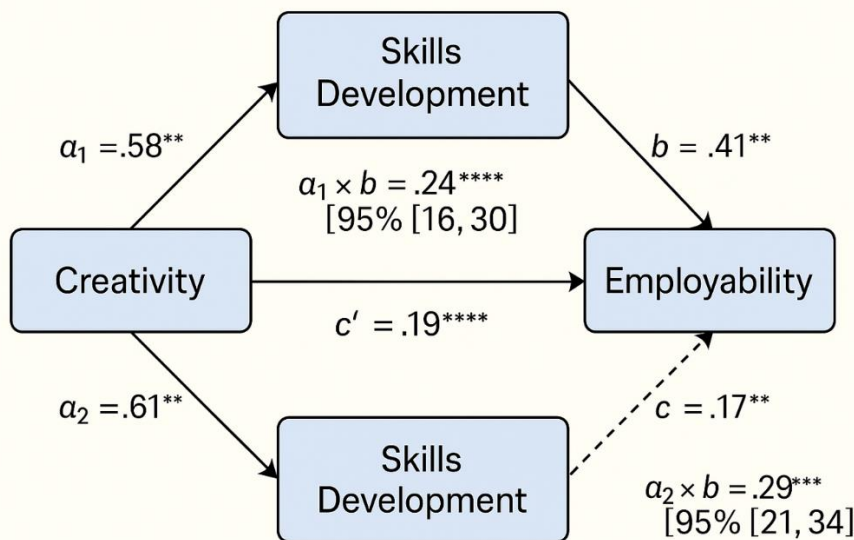 Skills
Development
a₁ =.58**
b = .41**
a₁ × b = .24****
[95% [16, 30]
Creativity
Employability
c′ = .19****
a₂ =.61**
c = .17**
Skills
Development
a₂ × b = .29***
[95% [21, 34]